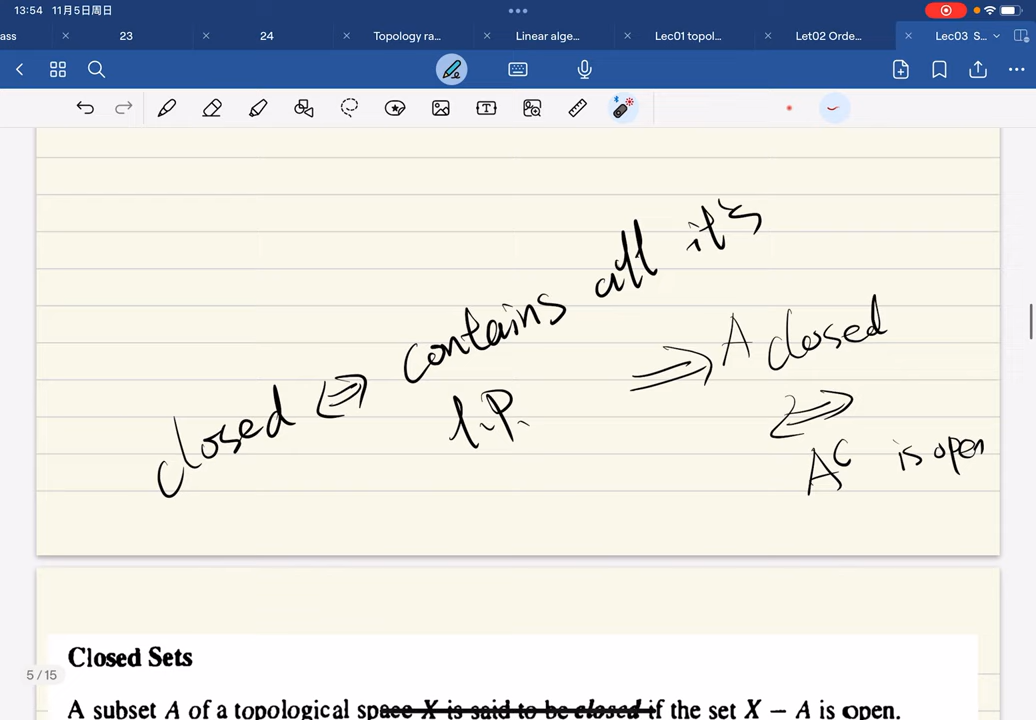 13:54 11月5日周日
ass
23
24
Topology ra...
Linear alge...
Lec01 topol...
Let02 Orde...
Lec03 S...
closed ⇔ contains all it's
l.P.
⇒ A closed
⇔
Aᶜ is open
5 / 15
Closed Sets
A subset A of a topological space X is said to be closed if the set X − A is open.